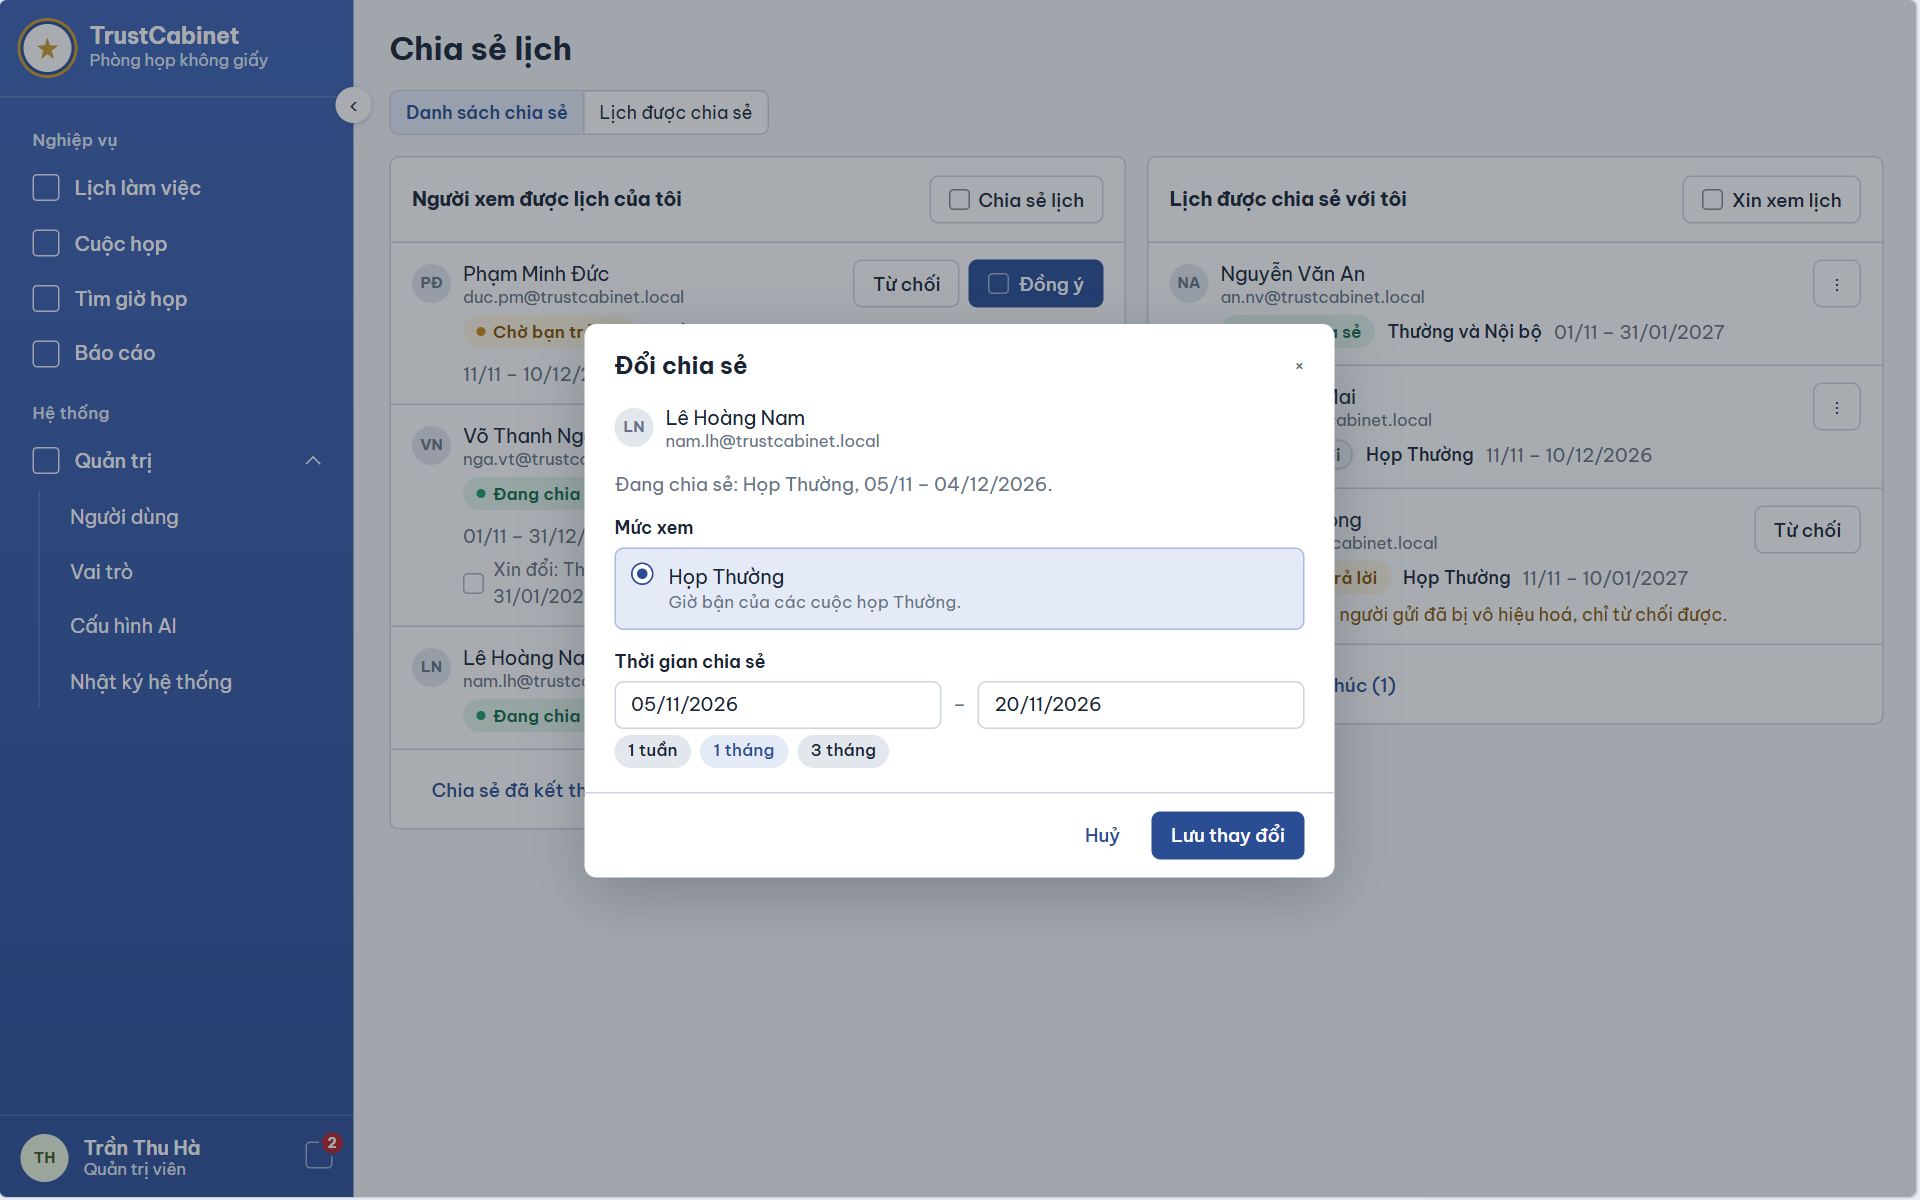 TrustCabinet
Phòng họp không giấy
Nghiệp vụ
Lịch làm việc
Cuộc họp
Tìm giờ họp
Báo cáo
Hệ thống
Quản trị
Người dùng
Vai trò
Cấu hình AI
Nhật ký hệ thống
TH
Trần Thu Hà
Quản trị viên
2
Chia sẻ lịch
Danh sách chia sẻ
Lịch được chia sẻ
Người xem được lịch của tôi
Chia sẻ lịch
PĐ
Phạm Minh Đức
duc.pm@trustcabinet.local
Từ chối
Đồng ý
Chờ bạn
11/11 – 10/12/
VN
Võ Thanh
nga.vt@trustc
Đang chia
01/11 – 31/12/
Xin đổi:
31/01/202
LN
Lê Hoàng
nam.lh@trustc
Đang chia
Chia sẻ đã kết
Lịch được chia sẻ với tôi
Xin xem lịch
NA
Nguyễn Văn An
an.nv@trustcabinet.local
sẻ Thường và Nội bộ 01/11 – 31/01/2027
abinet.local
Họp Thường 11/11 – 10/12/2026
cabinet.local
Từ chối
lời Họp Thường 11/11 – 10/01/2027
người gửi đã bị vô hiệu hoá, chỉ từ chối được.
(1)
Đổi chia sẻ
×
LN
Lê Hoàng Nam
nam.lh@trustcabinet.local
Đang chia sẻ: Họp Thường, 05/11 – 04/12/2026.
Mức xem
Họp Thường
Giờ bận của các cuộc họp Thường.
Thời gian chia sẻ
05/11/2026 – 20/11/2026
1 tuần 1 tháng 3 tháng
Huỷ
Lưu thay đổi